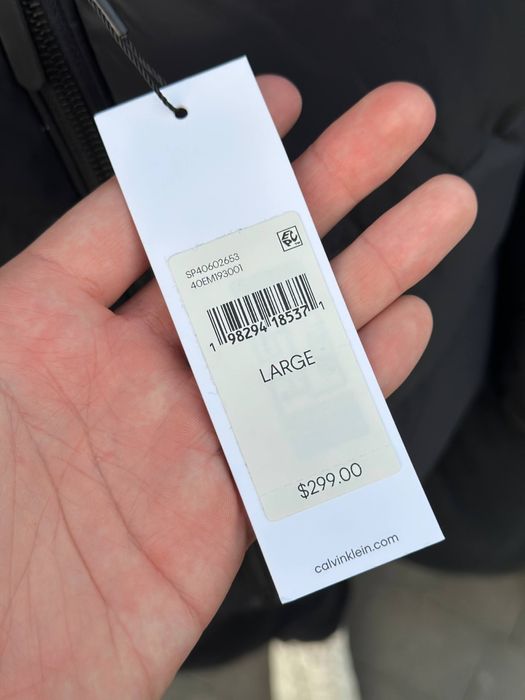 SP40602653
40EM193001
1 98294 18537 1
LARGE
$299.00
calvinklein.com